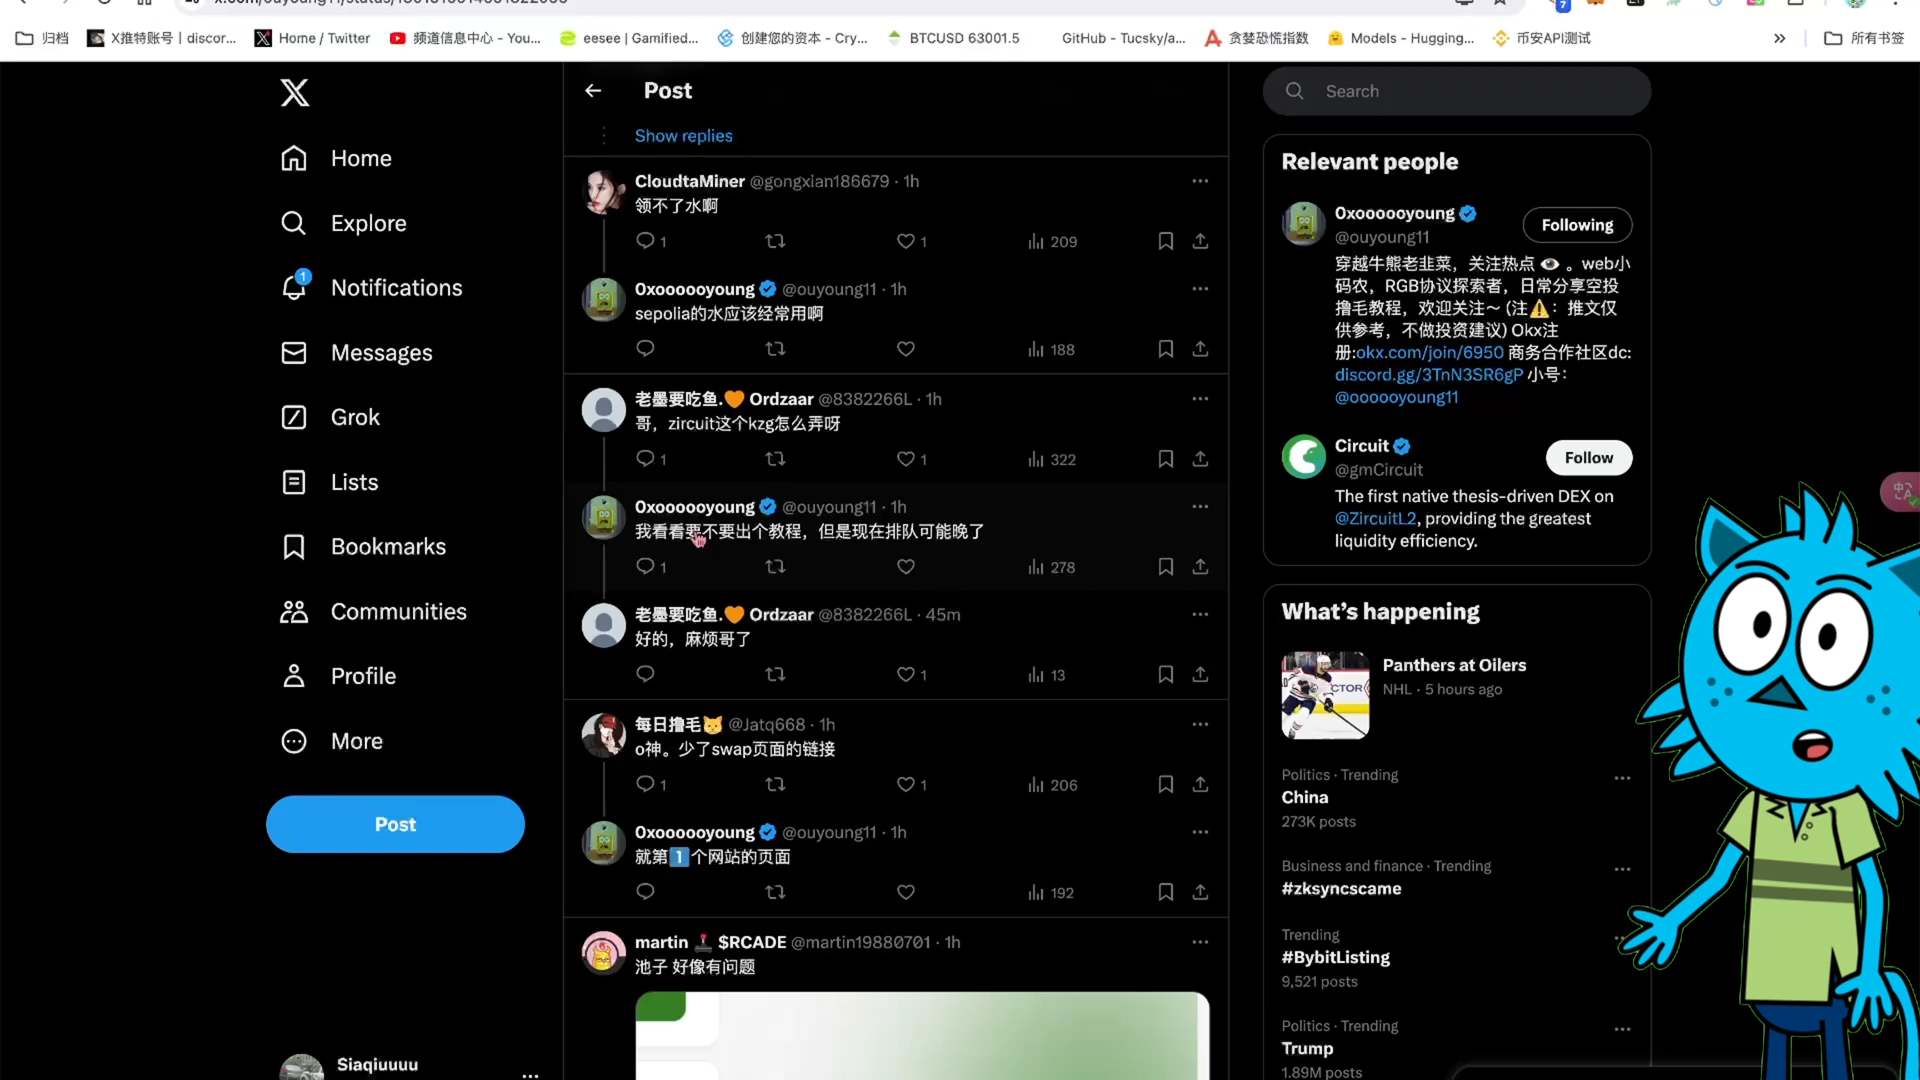 归档
X推特账号 | discor...
Home / Twitter
频道信息中心 - You...
eesee | Gamified...
创建您的资本 - Cry...
BTCUSD 63001.5
GitHub - Tucsky/a...
贪婪恐慌指数
Models - Hugging...
币安API测试
所有书签
Home
Explore
1
Notifications
Messages
Grok
Lists
Bookmarks
Communities
Profile
More
Post
Siaqiuuuu
Post
Show replies
CloudtaMiner @gongxian186679 · 1h
领不了水啊
1 1 209
0xoooooyoung @ouyoung11 · 1h
sepolia的水应该经常用啊
188
老墨要吃鱼.🧡 Ordzaar @8382266L · 1h
哥，zircuit这个kzg怎么弄呀
1 1 322
0xoooooyoung @ouyoung11 · 1h
我看看要不要出个教程，但是现在排队可能晚了
1 278
老墨要吃鱼.🧡 Ordzaar @8382266L · 45m
好的，麻烦哥了
1 13
每日撸毛🐱 @Jatq668 · 1h
o神。少了swap页面的链接
1 1 206
0xoooooyoung @ouyoung11 · 1h
就第1️⃣个网站的页面
192
martin 🕹️ $RCADE @martin19880701 · 1h
池子 好像有问题
Search
Relevant people
0xoooooyoung
@ouyoung11
Following
穿越牛熊老韭菜，关注热点 👁 。web小
码农，RGB协议探索者，日常分享空投
撸毛教程，欢迎关注～ (注⚠️：推文仅
供参考，不做投资建议) Okx注
册:okx.com/join/6950 商务合作社区dc:
discord.gg/3TnN3SR6gP 小号：
@oooooyoung11
Circuit
@gmCircuit
Follow
The first native thesis-driven DEX on
@ZircuitL2, providing the greatest
liquidity efficiency.
What's happening
Panthers at Oilers
NHL · 5 hours ago
Politics · Trending
China
273K posts
Business and finance · Trending
#zksyncscame
Trending
#BybitListing
9,521 posts
Politics · Trending
Trump
1.89M posts